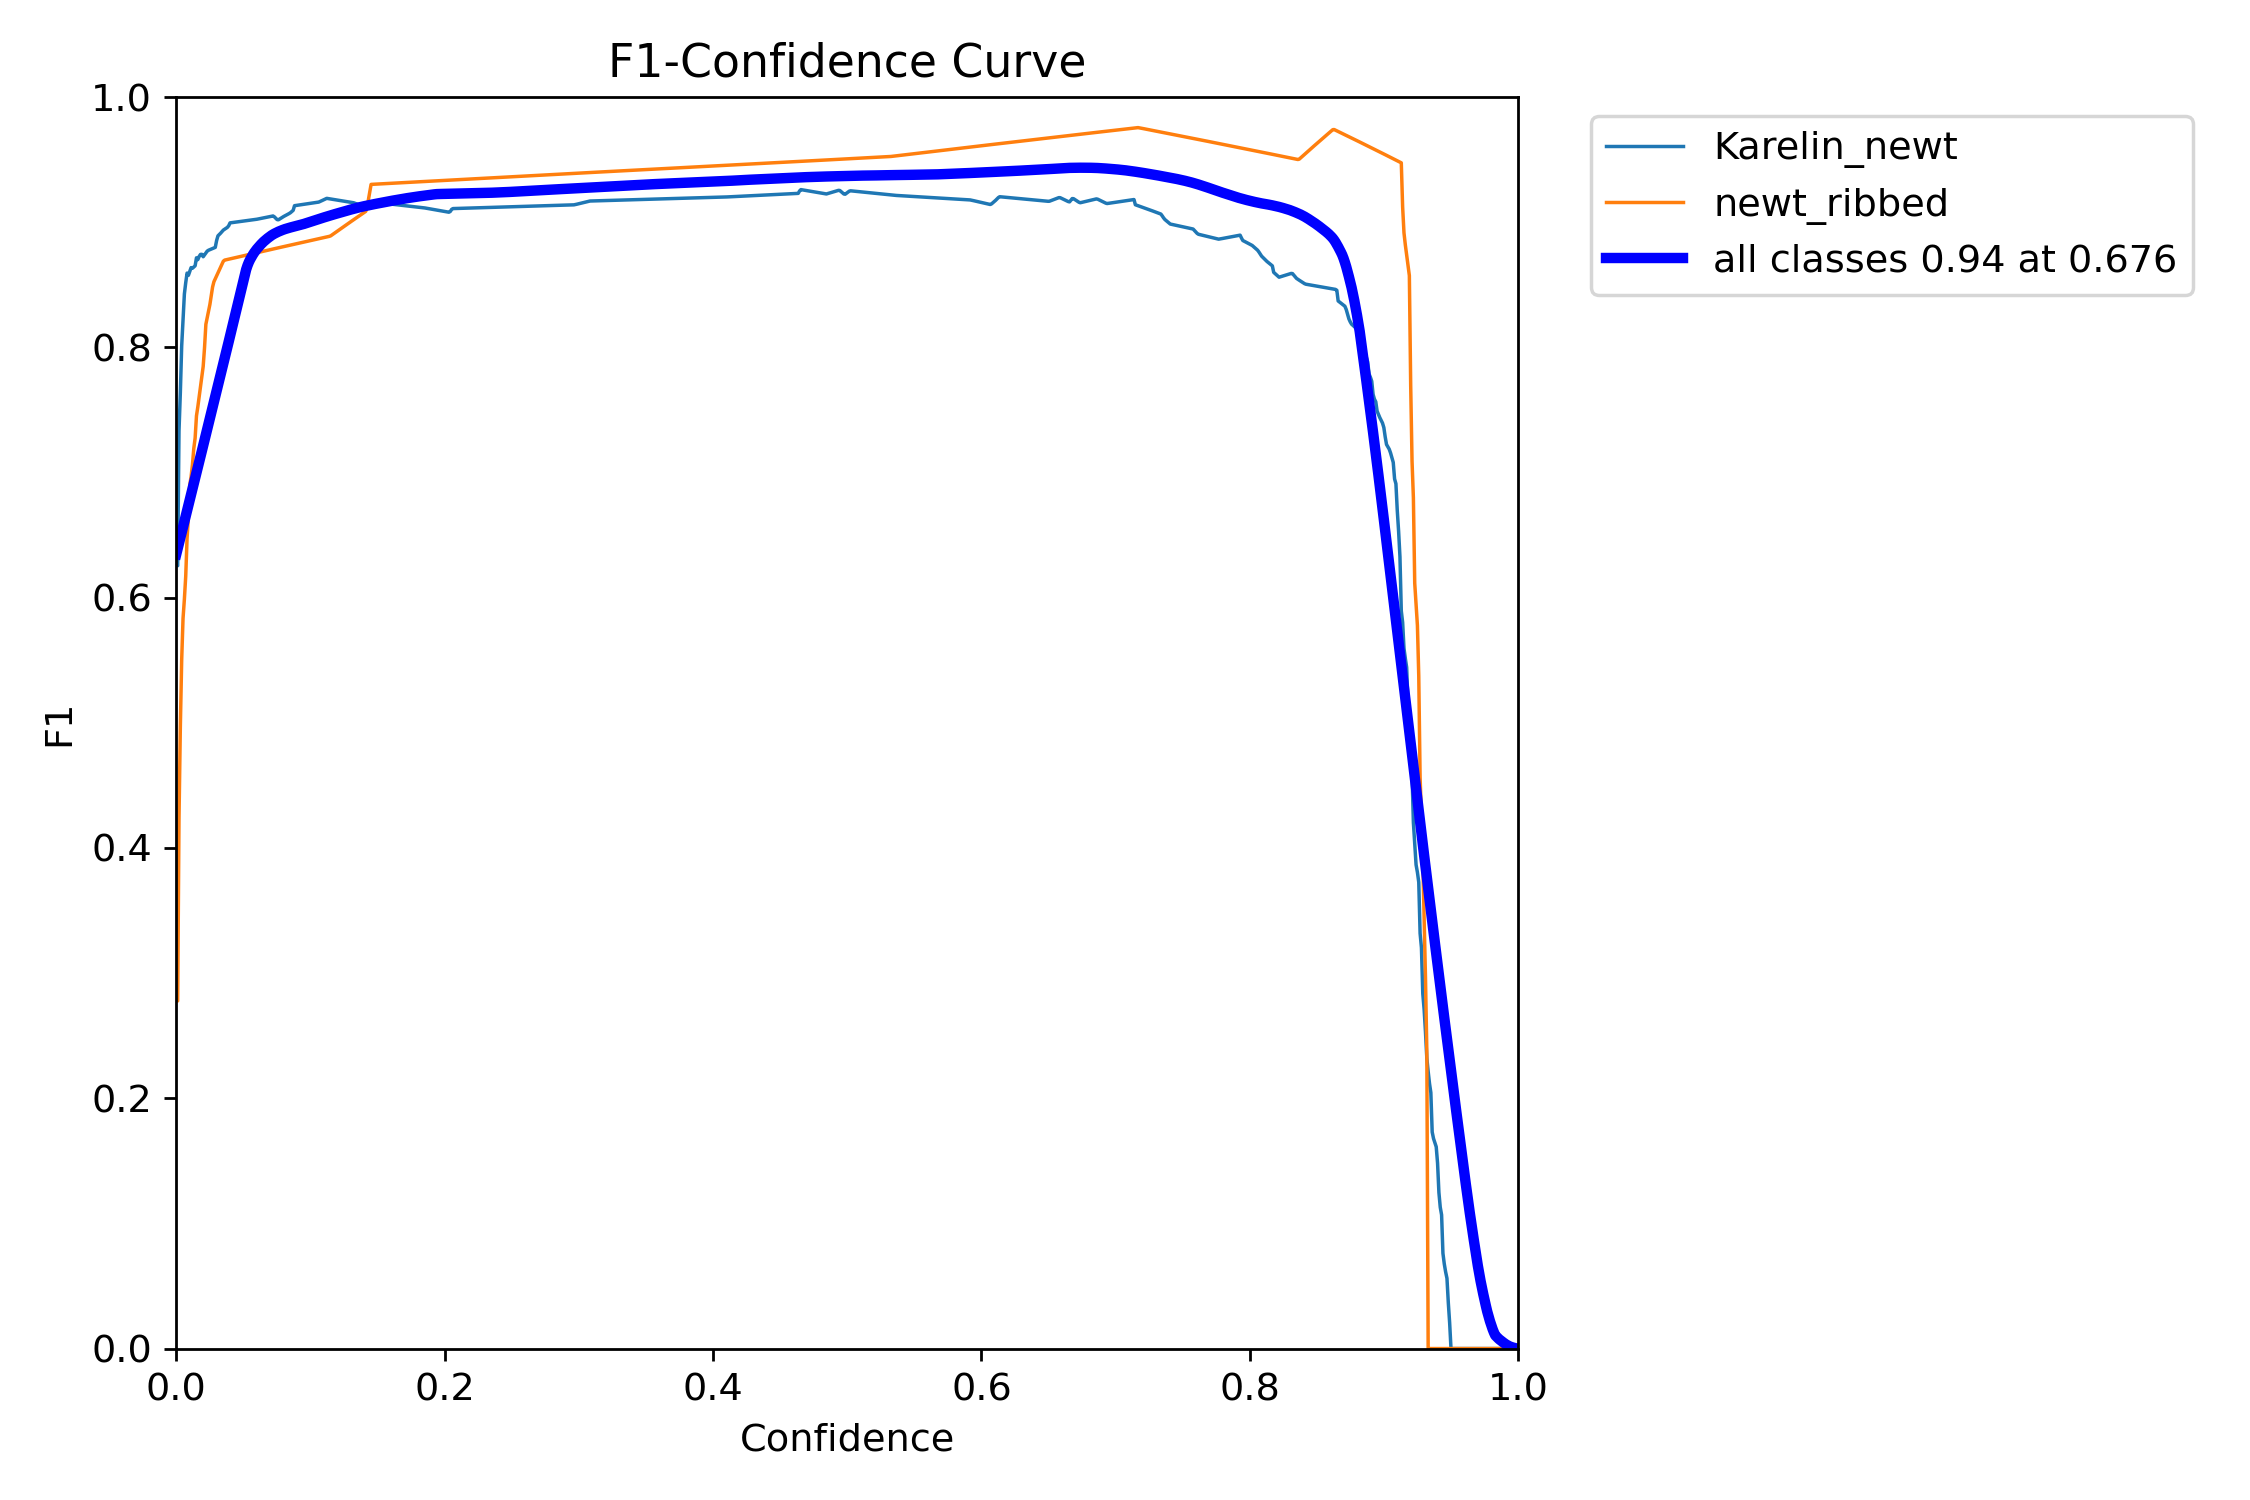 F1-Confidence Curve
Karelin_newt
newt_ribbed
all classes 0.94 at 0.676
1.0
0.8
0.6
0.4
0.2
0.0
F1
0.0 0.2 0.4 0.6 0.8 1.0
Confidence